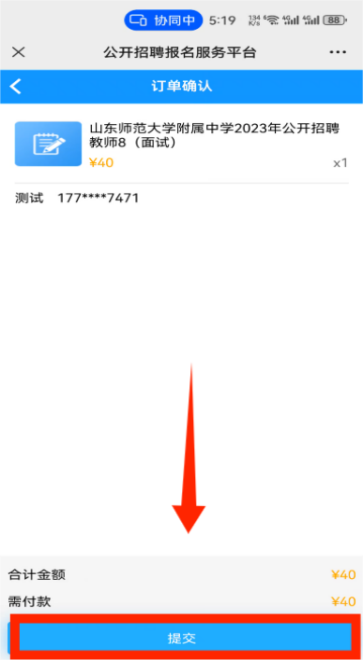 协同中 5:19 88
公开招聘报名服务平台
订单确认
山东师范大学附属中学2023年公开招聘
教师8（面试）
¥40 x1
测试 177****7471
合计金额 ¥40
需付款 ¥40
提交